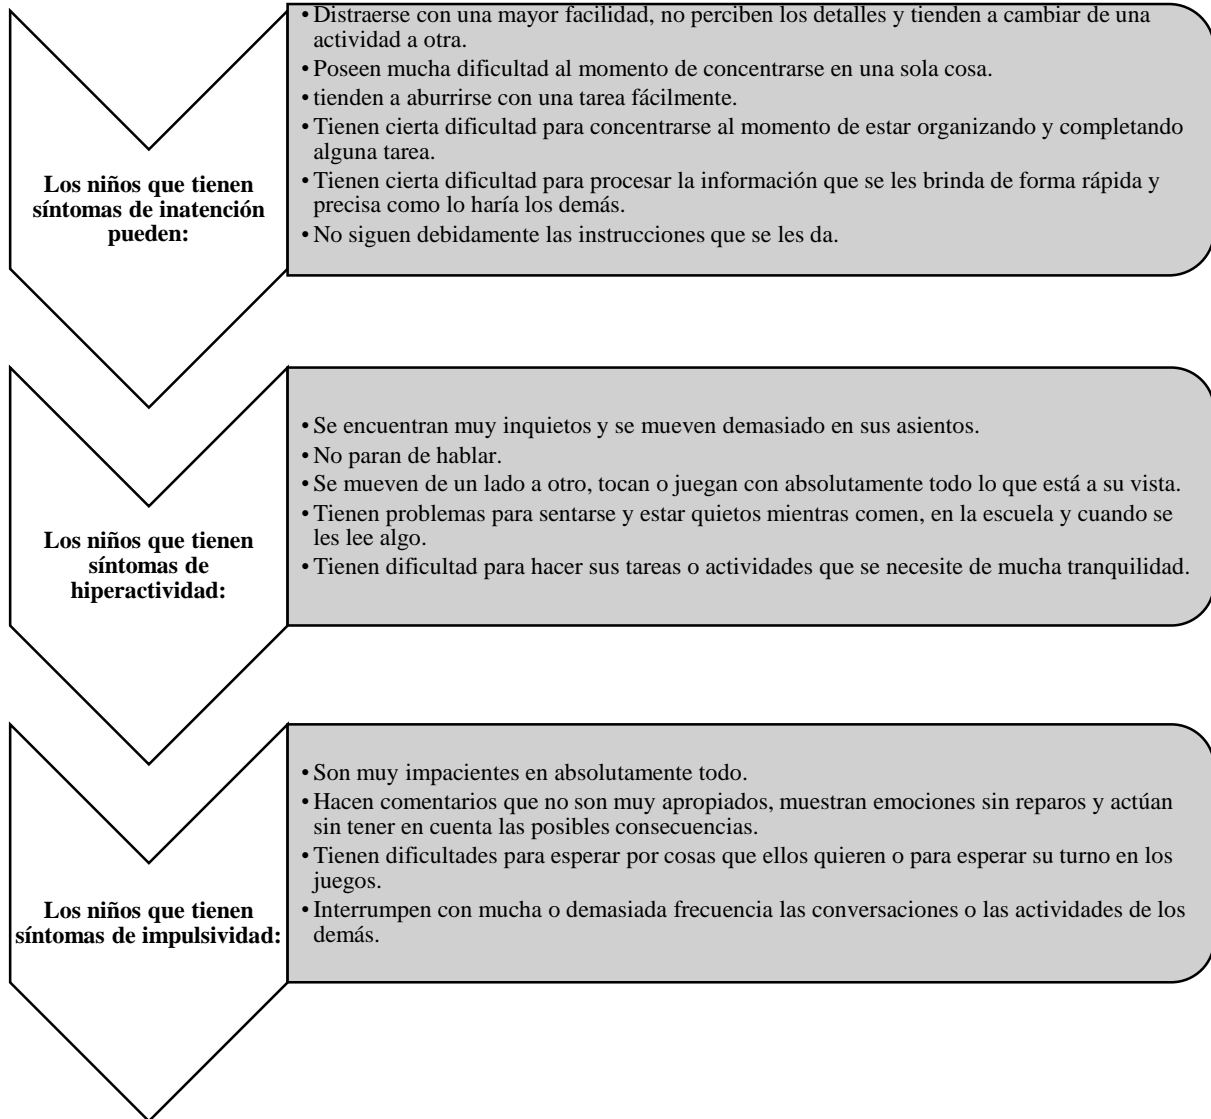 • Distraerse con una mayor facilidad, no perciben los detalles y tienden a cambiar de una
actividad a otra.
• Poseen mucha dificultad al momento de concentrarse en una sola cosa.
• tienden a aburrirse con una tarea fácilmente.
• Tienen cierta dificultad para concentrarse al momento de estar organizando y completando
alguna tarea.
• Tienen cierta dificultad para procesar la información que se les brinda de forma rápida y
precisa como lo haría los demás.
• No siguen debidamente las instrucciones que se les da.
Los niños que tienen
síntomas de inatención
pueden:
• Se encuentran muy inquietos y se mueven demasiado en sus asientos.
• No paran de hablar.
• Se mueven de un lado a otro, tocan o juegan con absolutamente todo lo que está a su vista.
• Tienen problemas para sentarse y estar quietos mientras comen, en la escuela y cuando se
les lee algo.
• Tienen dificultad para hacer sus tareas o actividades que se necesite de mucha tranquilidad.
Los niños que tienen
síntomas de
hiperactividad:
• Son muy impacientes en absolutamente todo.
• Hacen comentarios que no son muy apropiados, muestran emociones sin reparos y actúan
sin tener en cuenta las posibles consecuencias.
• Tienen dificultades para esperar por cosas que ellos quieren o para esperar su turno en los
juegos.
• Interrumpen con mucha o demasiada frecuencia las conversaciones o las actividades de los
demás.
Los niños que tienen
síntomas de impulsividad: